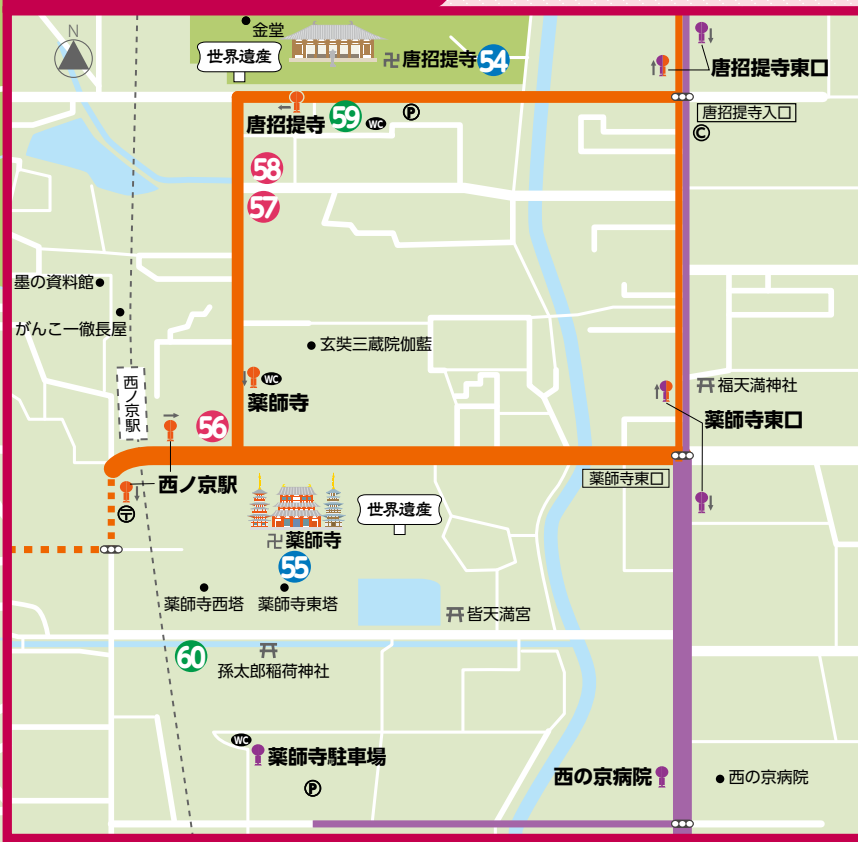 N
金堂
世界遺産
卍唐招提寺 54
唐招提寺東口
唐招提寺 59 WC P
唐招提寺入口
C
58
57
墨の資料館
がんこ一徹長屋
玄奘三蔵院伽藍
西ノ京駅
WC
薬師寺
福天満神社
薬師寺東口
56
西ノ京駅
薬師寺東口
世界遺産
〒
卍薬師寺
55
薬師寺西塔
薬師寺東塔
皆天満宮
60
孫太郎稲荷神社
WC
薬師寺駐車場
P
西の京病院
西の京病院